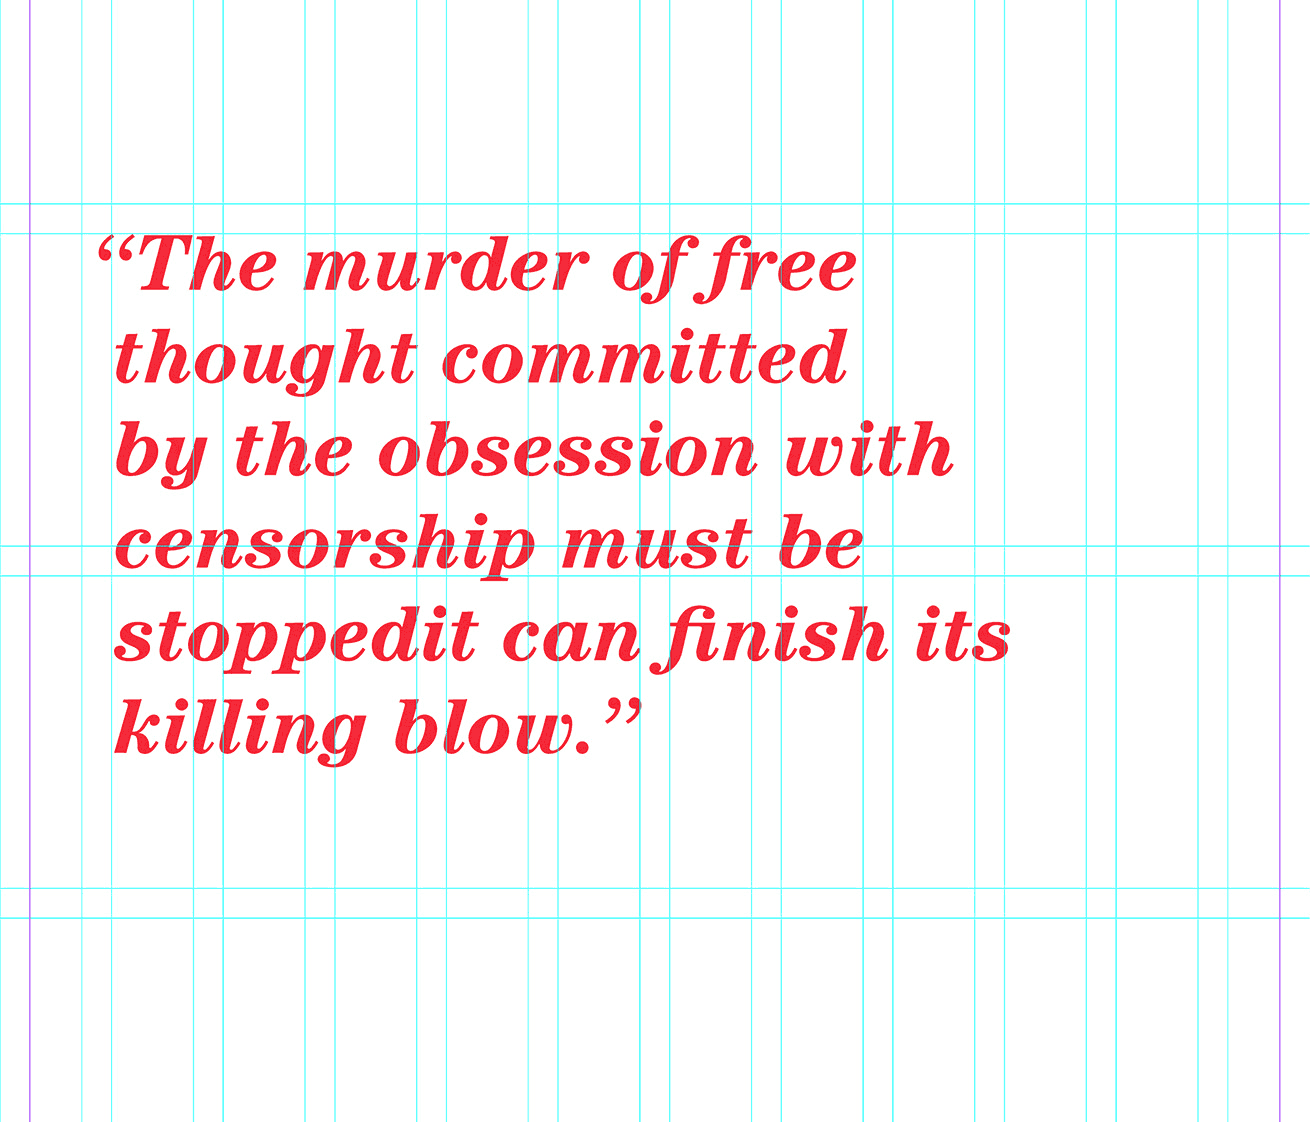 “The murder of free
thought committed
by the obsession with
censorship must be
stoppedit can finish its
killing blow.”